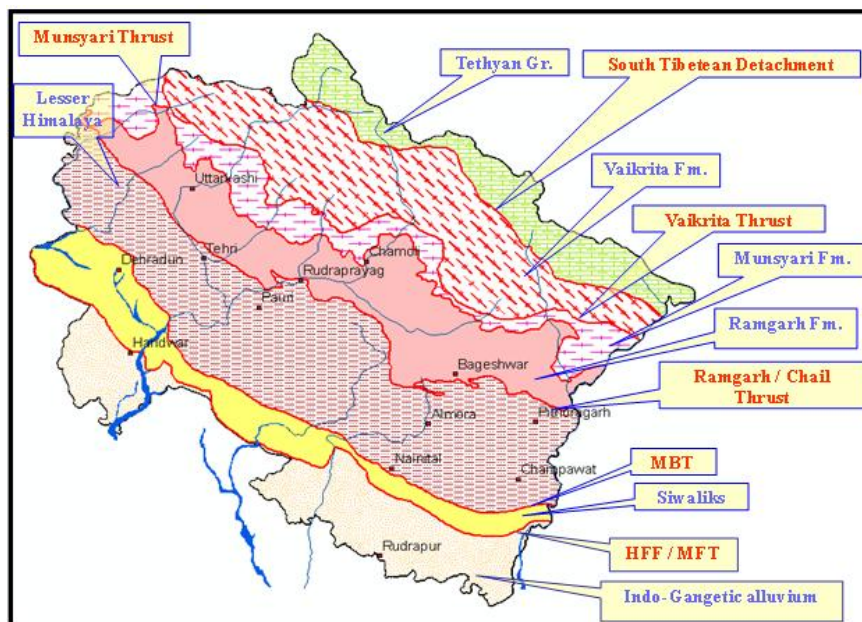 Munsyari Thrust
Tethyan Gr.
South Tibetean Detachment
Lesser
Himalaya
Vaikrita Fm.
Uttarkashi
Vaikrita Thrust
Chamoli
Tehri
Dehradun
Rudraprayag
Munsyari Fm.
Pauri
Ramgarh Fm.
Haridwar
Bageshwar
Ramgarh / Chail
Thrust
Almora
Pithoragarh
Nainital
Champawat
MBT
Siwaliks
HFF / MFT
Rudrapur
Indo-Gangetic alluvium